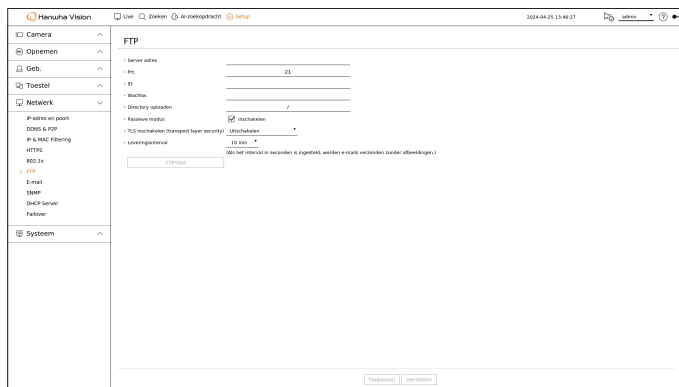 Hanwha Vision
Live Zoeken AI-zoekopdracht Setup
2024-04-25 13:46:27
admin
Camera
Opnemen
Geb.
Toestel
Netwerk
IP-adres en poort
DDNS & P2P
IP & MAC Filtering
HTTPS
802.1x
FTP
E-mail
SNMP
DHCP Server
Failover
Systeem
FTP
Server adres
Prt. 21
ID
Wachtw.
Directory uploaden /
Passieve modus Inschakelen
TLS inschakelen (transport layer security) Uitschakelen
Leveringsinterval 10 min
(Als het interval in seconden is ingesteld, worden e-mails verzonden zonder afbeeldingen.)
FTP-test
Toepassen Herstellen